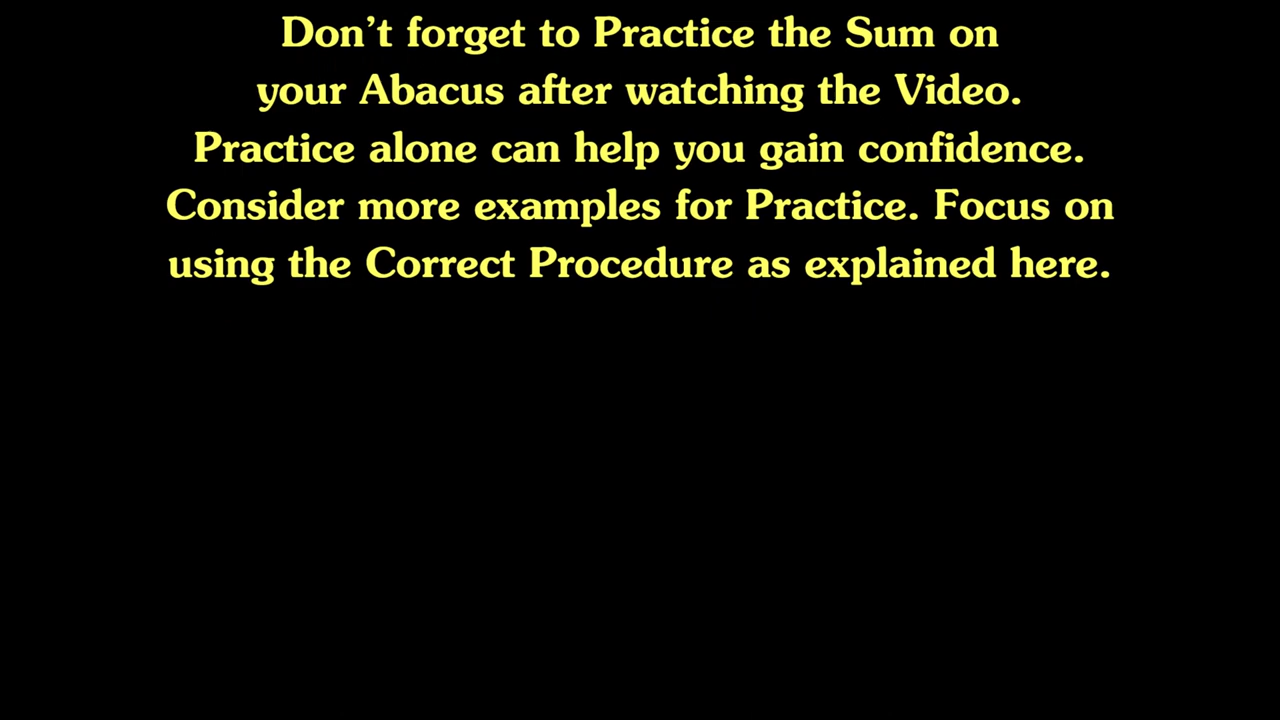 Don’t forget to Practice the Sum on
your Abacus after watching the Video.
Practice alone can help you gain confidence.
Consider more examples for Practice. Focus on
using the Correct Procedure as explained here.